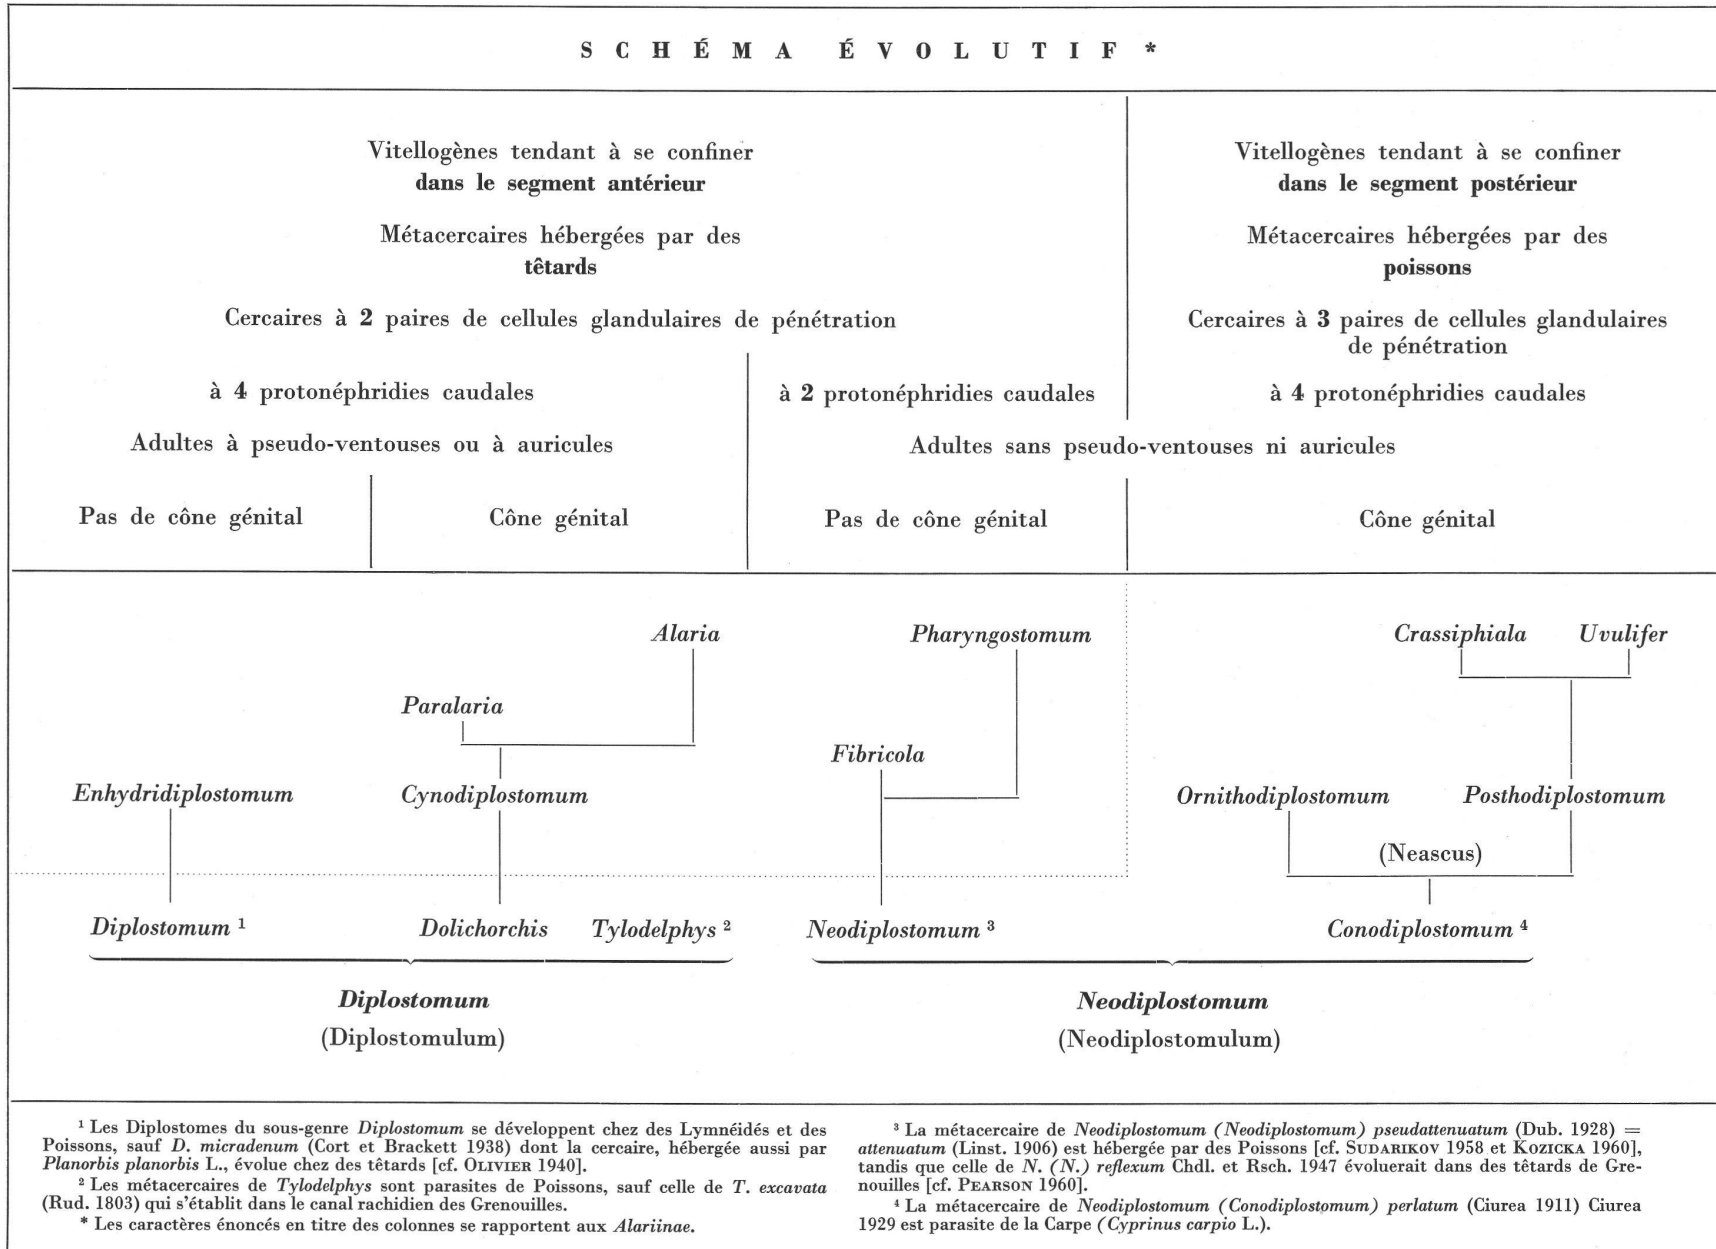 SCHÉMA ÉVOLUTIF *
Vitellogènes tendant à se confiner
dans le segment antérieur
Métacercaires hébergées par des
têtards
Cercaires à 2 paires de cellules glandulaires de pénétration
Vitellogènes tendant à se confiner
dans le segment postérieur
Métacercaires hébergées par des
poissons
Cercaires à 3 paires de cellules glandulaires
de pénétration
à 4 protonéphridies caudales
à 2 protonéphridies caudales
à 4 protonéphridies caudales
Adultes à pseudo-ventouses ou à auricules
Adultes sans pseudo-ventouses ni auricules
Pas de cône génital
Cône génital
Pas de cône génital
Cône génital
Alaria
Pharyngostomum
Crassiphiala
Uvulifer
Paralaria
Fibricola
Enhydridiplostomum
Cynodiplostomum
Ornithodiplostomum
Posthodiplostomum
(Neascus)
Diplostomum ¹
Dolichorchis
Tylodelphys ²
Neodiplostomum ³
Conodiplostomum ⁴
Diplostomum
(Diplostomulum)
Neodiplostomum
(Neodiplostomulum)
¹ Les Diplostomes du sous-genre Diplostomum se développent chez des Lymnéidés et des
Poissons, sauf D. micradenum (Cort et Brackett 1938) dont la cercaire, hébergée aussi par
Planorbis planorbis L., évolue chez des têtards [cf. OLIVIER 1940].
² Les métacercaires de Tylodelphys sont parasites de Poissons, sauf celle de T. excavata
(Rud. 1803) qui s'établit dans le canal rachidien des Grenouilles.
* Les caractères énoncés en titre des colonnes se rapportent aux Alariinae.
³ La métacercaire de Neodiplostomum (Neodiplostomum) pseudattenuatum (Dub. 1928) =
attenuatum (Linst. 1906) est hébergée par des Poissons [cf. SUDARIKOV 1958 et KOZICKA 1960],
tandis que celle de N. (N.) reflexum Chdl. et Rsch. 1947 évoluerait dans des têtards de Gre-
nouilles [cf. PEARSON 1960].
⁴ La métacercaire de Neodiplostomum (Conodiplostomum) perlatum (Ciurea 1911) Ciurea
1929 est parasite de la Carpe (Cyprinus carpio L.).